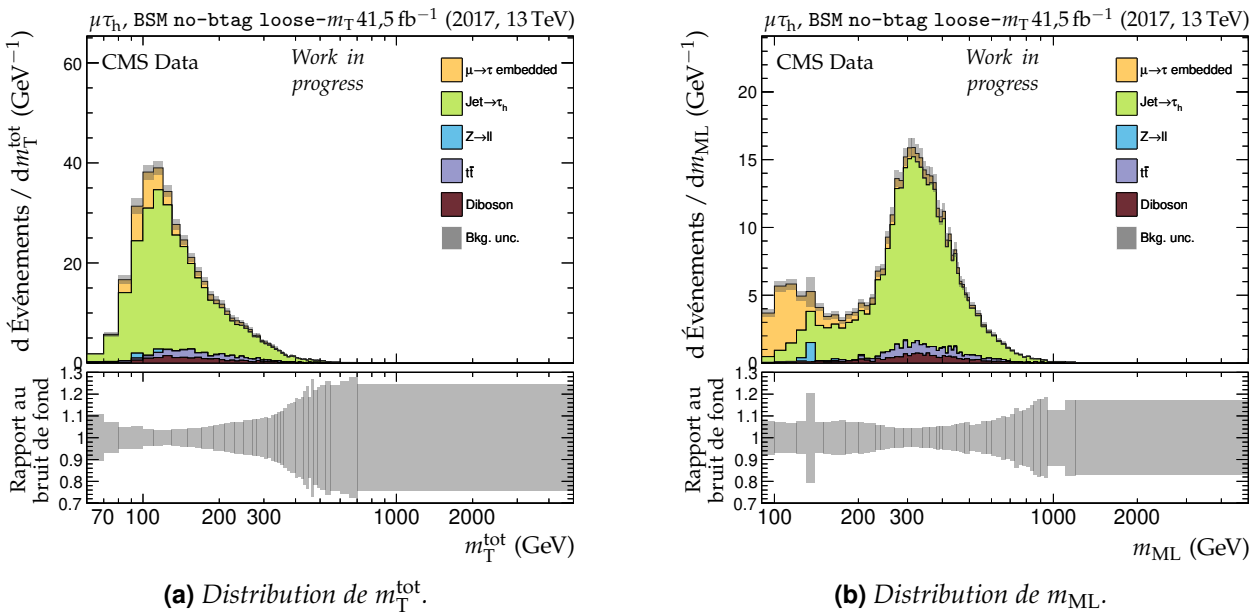 μτh, BSM no-btag loose-mT 41,5 fb−1 (2017, 13 TeV)
d Événements / dmTtot (GeV−1)
60
40
20
0
CMS Data
Work in
progress
μ→τ embedded
Jet→τh
Z→ll
tt̄
Diboson
Bkg. unc.
Rapport au
bruit de fond
1.3
1.2
1.1
1
0.9
0.8
0.7
70 100 200 300 1000 2000
mTtot (GeV)
(a) Distribution de mTtot.
μτh, BSM no-btag loose-mT 41,5 fb−1 (2017, 13 TeV)
d Événements / dmML (GeV−1)
25
20
15
10
5
0
CMS Data
Work in
progress
μ→τ embedded
Jet→τh
Z→ll
tt̄
Diboson
Bkg. unc.
Rapport au
bruit de fond
1.3
1.2
1.1
1
0.9
0.8
0.7
100 200 300 1000 2000
mML (GeV)
(b) Distribution de mML.